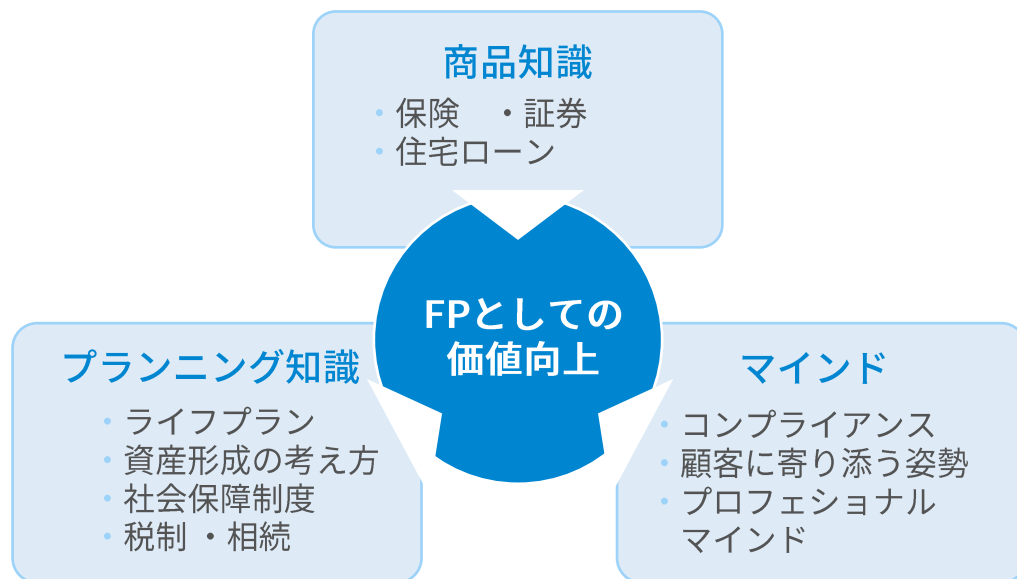 商品知識
・保険　・証券
・住宅ローン
FPとしての
価値向上
プランニング知識
・ライフプラン
・資産形成の考え方
・社会保障制度
・税制 ・相続
マインド
・コンプライアンス
・顧客に寄り添う姿勢
・プロフェショナル
マインド